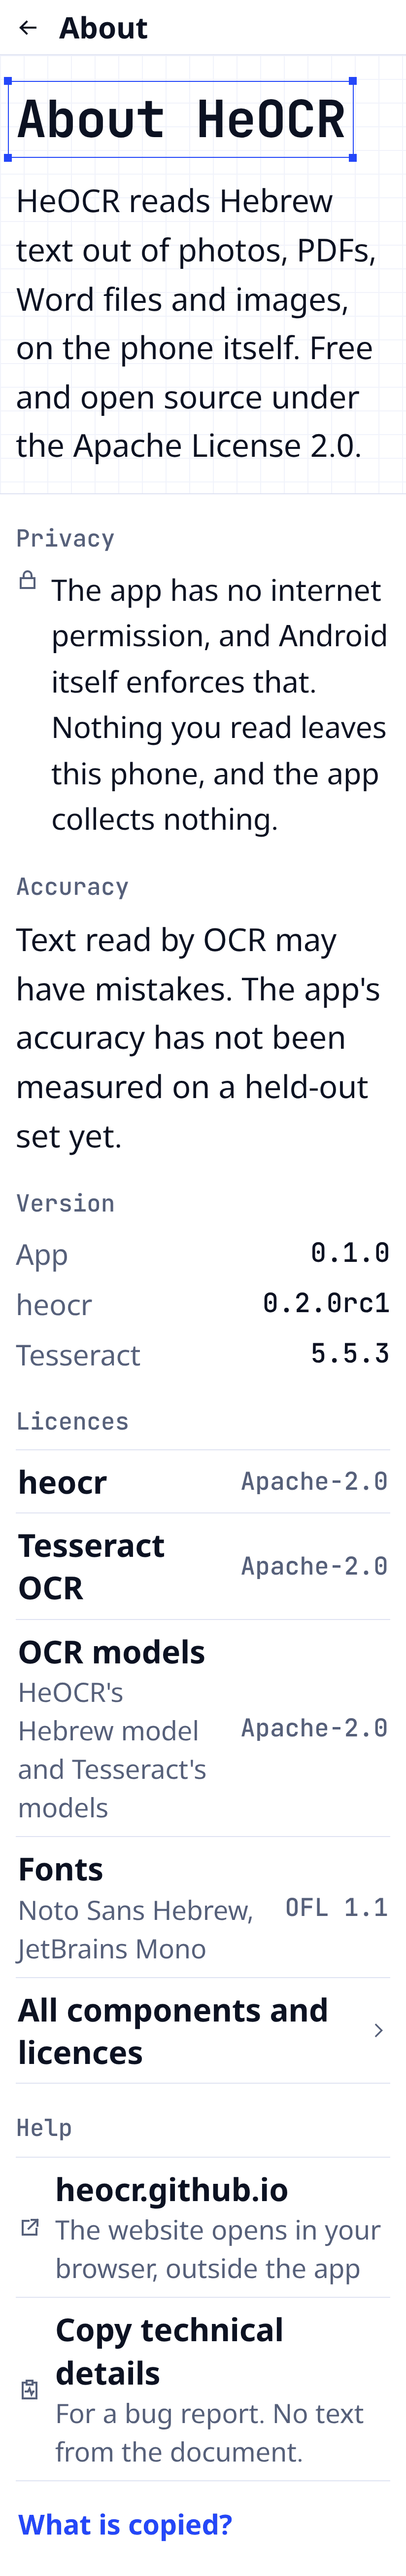 About
About HeOCR
HeOCR reads Hebrew
text out of photos, PDFs,
Word files and images,
on the phone itself. Free
and open source under
the Apache License 2.0.
Privacy
The app has no internet
permission, and Android
itself enforces that.
Nothing you read leaves
this phone, and the app
collects nothing.
Accuracy
Text read by OCR may
have mistakes. The app's
accuracy has not been
measured on a held-out
set yet.
Version
App 0.1.0
heocr 0.2.0rc1
Tesseract 5.5.3
Licences
heocr Apache-2.0
Tesseract
OCR
Apache-2.0
OCR models
HeOCR's
Hebrew model
and Tesseract's
models
Apache-2.0
Fonts
Noto Sans Hebrew,
JetBrains Mono
OFL 1.1
All components and
licences
Help
heocr.github.io
The website opens in your
browser, outside the app
Copy technical
details
For a bug report. No text
from the document.
What is copied?